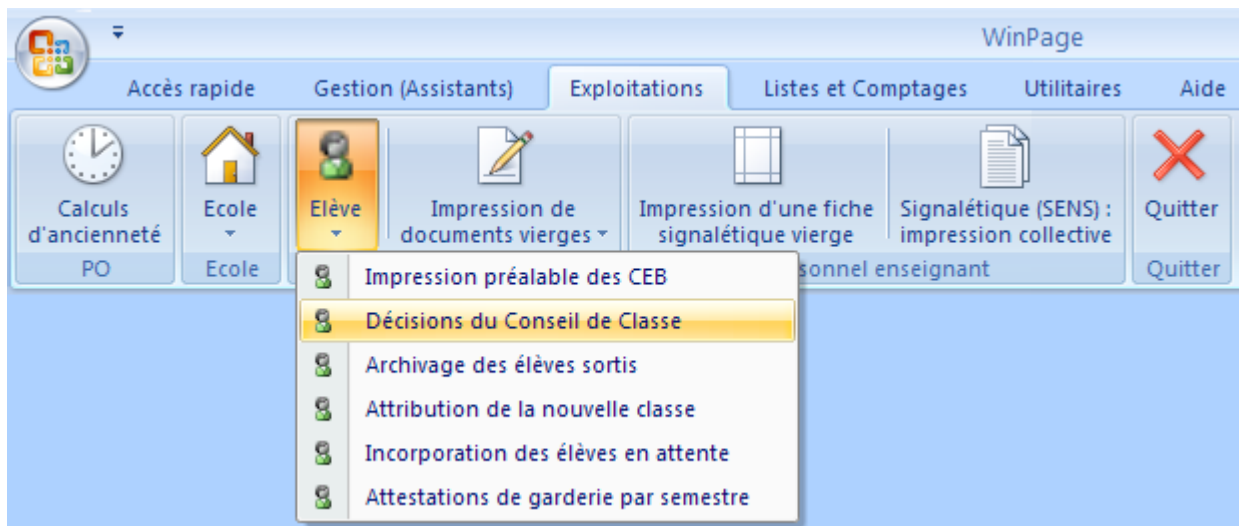 WinPage
Accès rapide Gestion (Assistants) Exploitations Listes et Comptages Utilitaires Aide
Calculs d'ancienneté
Ecole
Elève
Impression de documents vierges
Impression d'une fiche signalétique vierge
Signalétique (SENS) : impression collective
Quitter
PO Ecole sonnel enseignant Quitter
Impression préalable des CEB
Décisions du Conseil de Classe
Archivage des élèves sortis
Attribution de la nouvelle classe
Incorporation des élèves en attente
Attestations de garderie par semestre